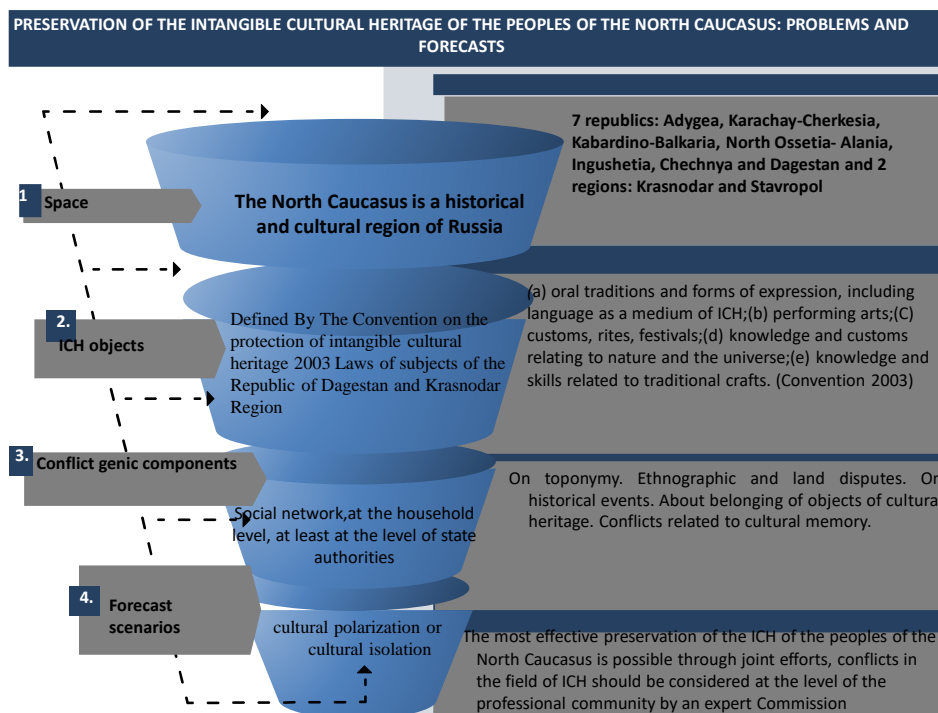 PRESERVATION OF THE INTANGIBLE CULTURAL HERITAGE OF THE PEOPLES OF THE NORTH CAUCASUS: PROBLEMS AND
FORECASTS
1
Space
The North Caucasus is a historical
and cultural region of Russia
7 republics: Adygea, Karachay-Cherkesia,
Kabardino-Balkaria, North Ossetia- Alania,
Ingushetia, Chechnya and Dagestan and 2
regions: Krasnodar and Stavropol
2.
ICH objects
Defined By The Convention on the
protection of intangible cultural
heritage 2003 Laws of subjects of the
Republic of Dagestan and Krasnodar
Region
(a) oral traditions and forms of expression, including
language as a medium of ICH;(b) performing arts;(C)
customs, rites, festivals;(d) knowledge and customs
relating to nature and the universe;(e) knowledge and
skills related to traditional crafts. (Convention 2003)
3.
Conflict genic components
Social network,at the household
level, at least at the level of state
authorities
On toponymy. Ethnographic and land disputes. On
historical events. About belonging of objects of cultural
heritage. Conflicts related to cultural memory.
4.
Forecast
scenarios
cultural polarization or
cultural isolation
The most effective preservation of the ICH of the peoples of the
North Caucasus is possible through joint efforts, conflicts in
the field of ICH should be considered at the level of the
professional community by an expert Commission